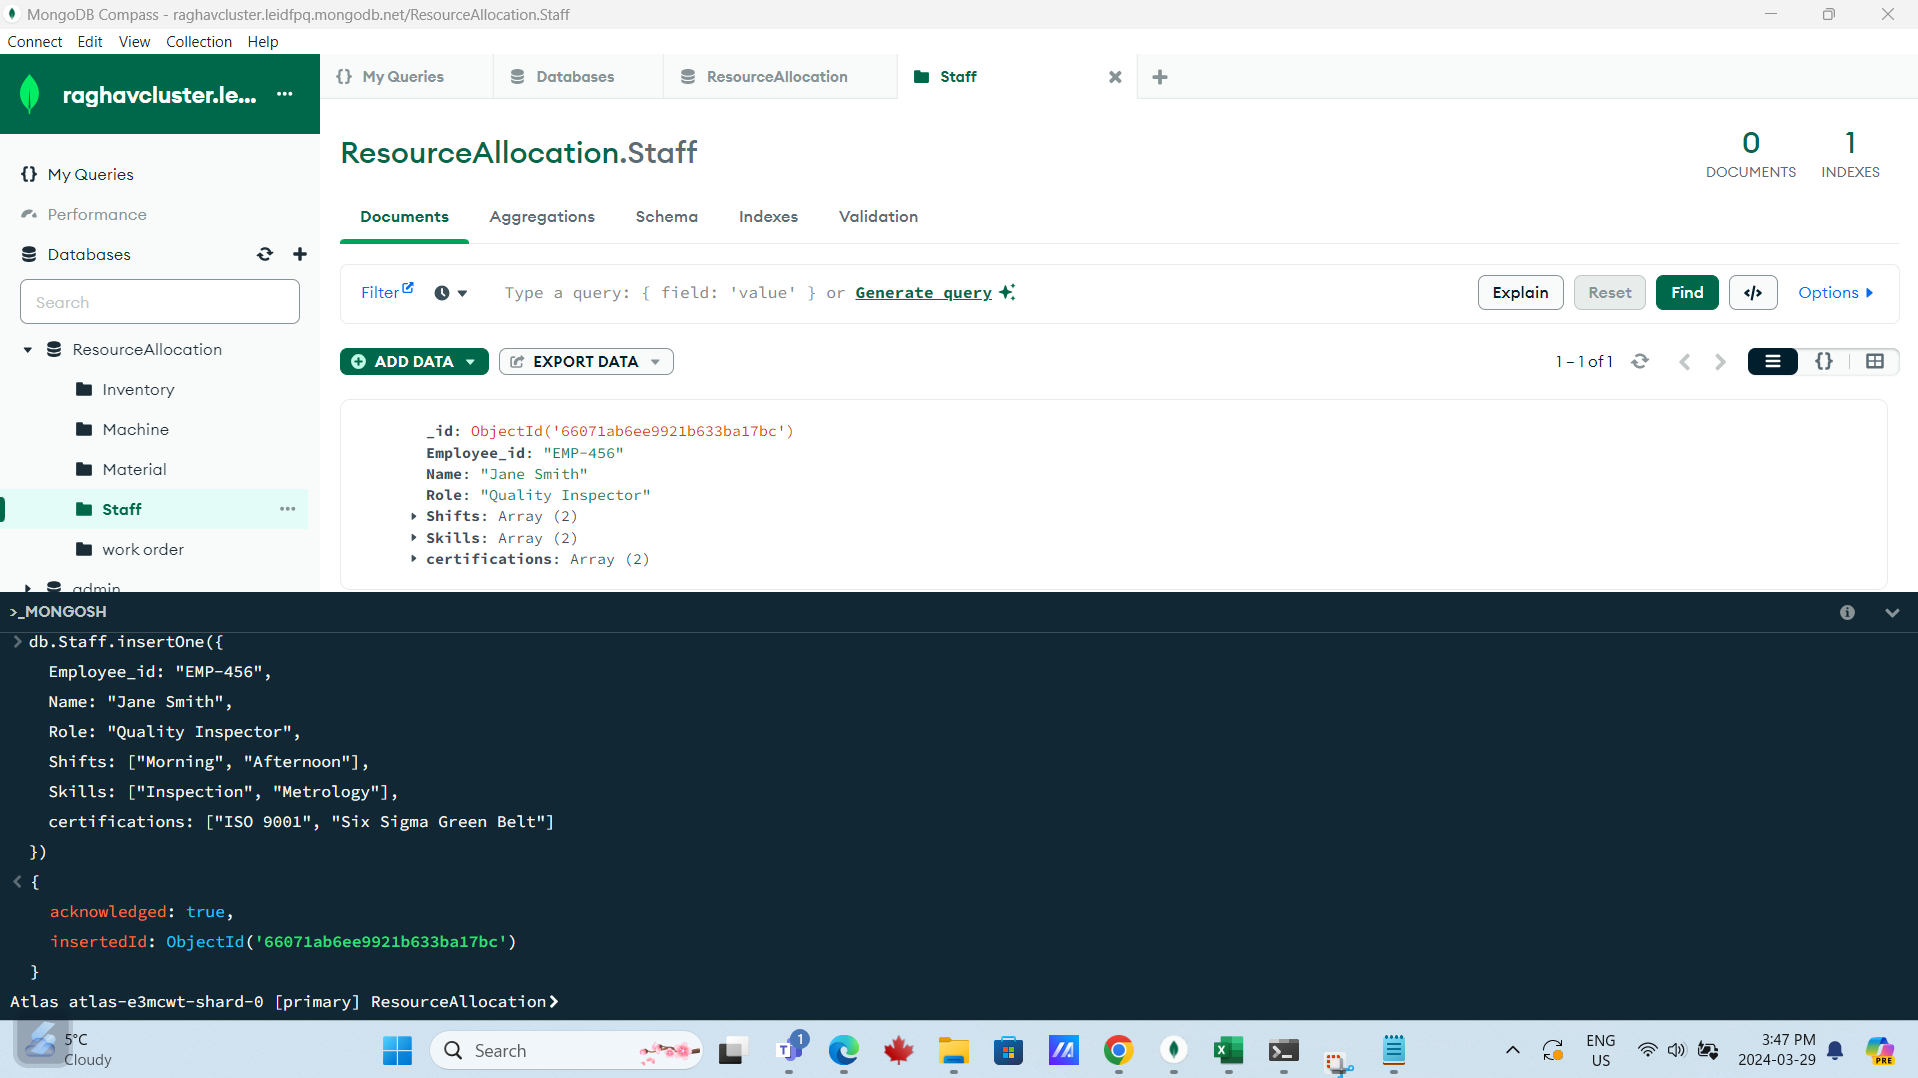 MongoDB Compass - raghavcluster.leidfpq.mongodb.net/ResourceAllocation.Staff
Connect Edit View Collection Help
raghavcluster.le... ···
{} My Queries
Databases
ResourceAllocation
Staff
ResourceAllocation.Staff
0
DOCUMENTS
1
INDEXES
My Queries
Performance
Databases
Search
ResourceAllocation
Inventory
Machine
Material
Staff ···
work order
admin
Documents Aggregations Schema Indexes Validation
Filter Type a query: { field: 'value' } or Generate query Explain Reset Find </> Options
ADD DATA EXPORT DATA 1 – 1 of 1
_id: ObjectId('66071ab6ee9921b633ba17bc')
Employee_id: "EMP-456"
Name: "Jane Smith"
Role: "Quality Inspector"
Shifts: Array (2)
Skills: Array (2)
certifications: Array (2)
>_MONGOSH
> db.Staff.insertOne({
Employee_id: "EMP-456",
Name: "Jane Smith",
Role: "Quality Inspector",
Shifts: ["Morning", "Afternoon"],
Skills: ["Inspection", "Metrology"],
certifications: ["ISO 9001", "Six Sigma Green Belt"]
})
< {
acknowledged: true,
insertedId: ObjectId('66071ab6ee9921b633ba17bc')
}
Atlas atlas-e3mcwt-shard-0 [primary] ResourceAllocation>
5°C
Cloudy
Search
1
PRE
ENG
US
3:47 PM
2024-03-29